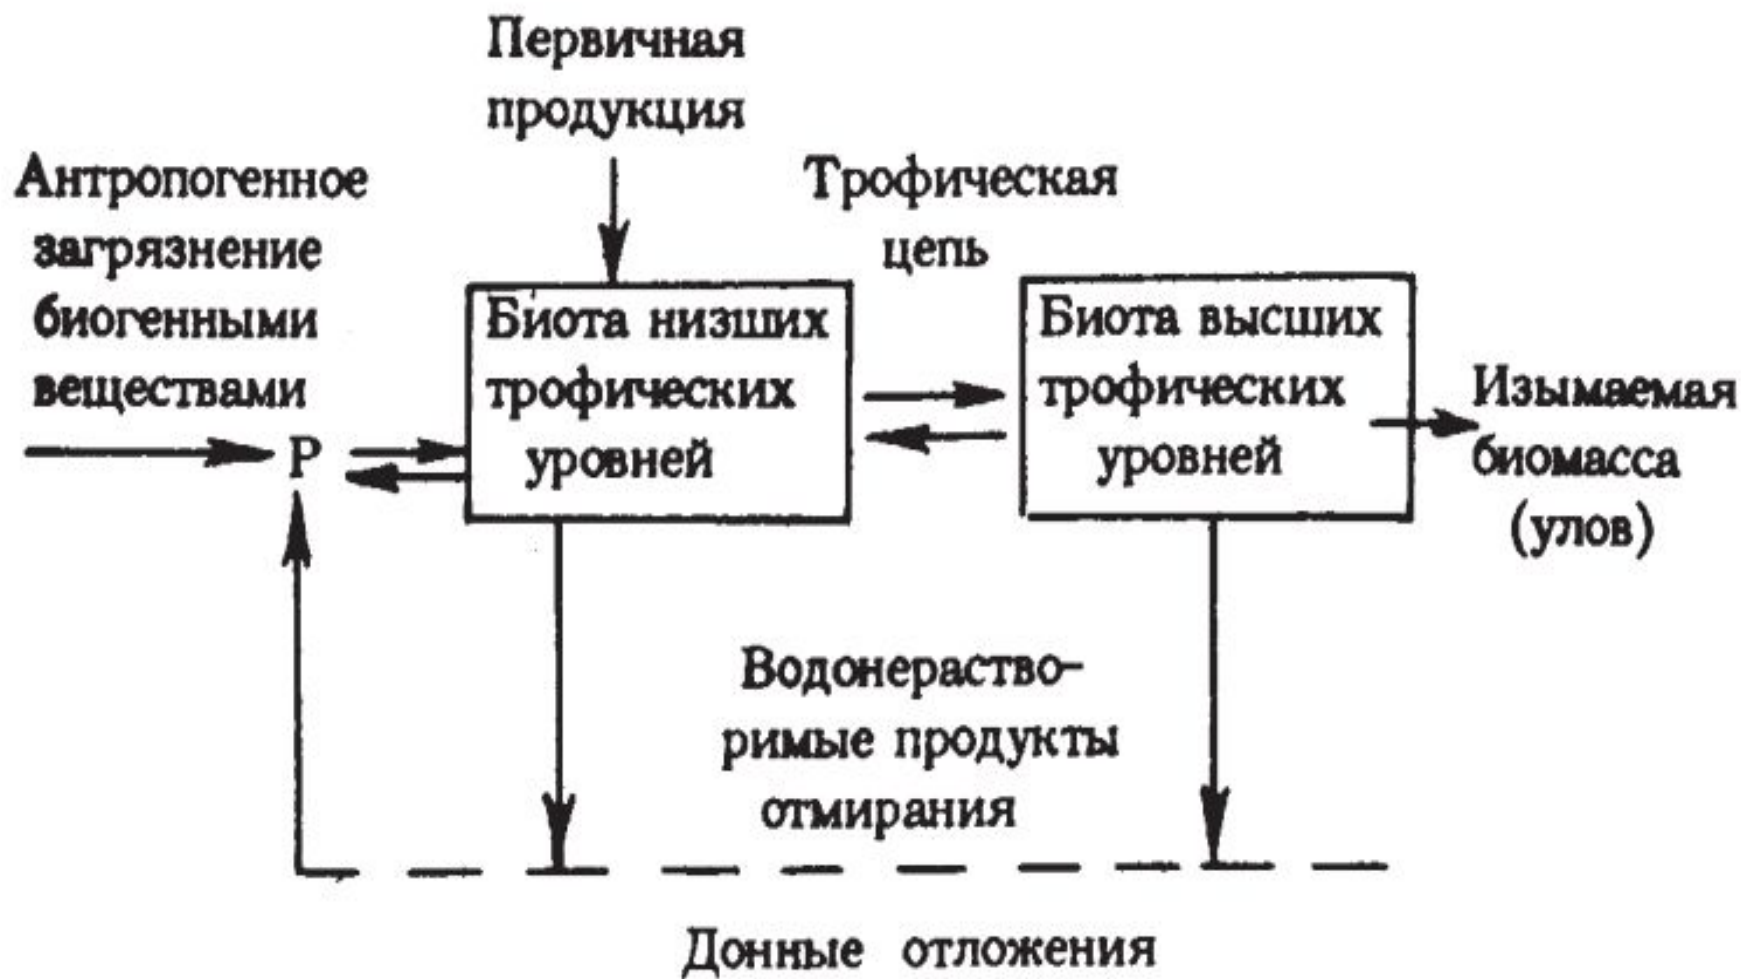 Первичная
продукция
Антропогенное
загрязнение
биогенными
веществами
Р
Трофическая
цепь
Биота низших
трофических
уровней
Биота высших
трофических
уровней
Изымаемая
биомасса
(улов)
Водонераство-
римые продукты
отмирания
Донные отложения